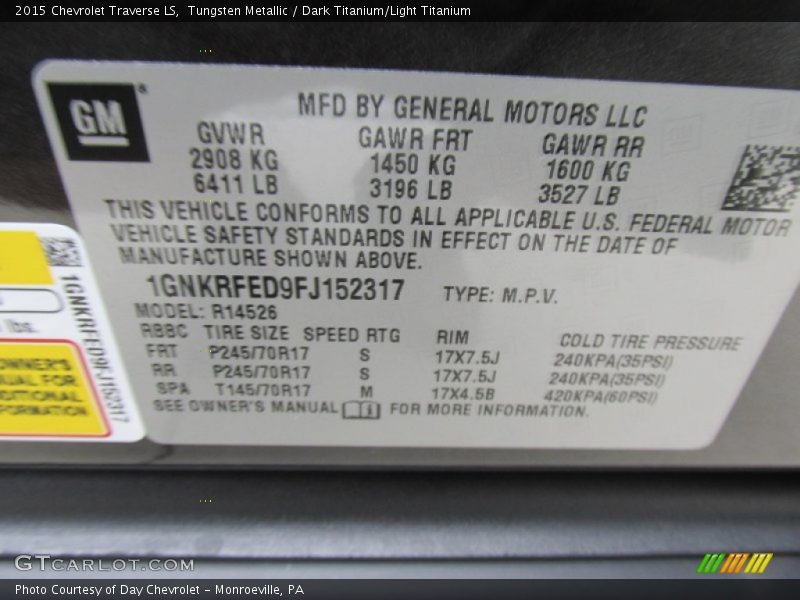 2015 Chevrolet Traverse LS, Tungsten Metallic / Dark Titanium/Light Titanium
GM
MFD BY GENERAL MOTORS LLC
GVWR GAWR FRT GAWR RR
2908 KG 1450 KG 1600 KG
6411 LB 3196 LB 3527 LB
THIS VEHICLE CONFORMS TO ALL APPLICABLE U.S. FEDERAL MOTOR
VEHICLE SAFETY STANDARDS IN EFFECT ON THE DATE OF
MANUFACTURE SHOWN ABOVE.
1GNKRFED9FJ152317 TYPE: M.P.V.
MODEL: R14526
RBBC TIRE SIZE SPEED RTG RIM COLD TIRE PRESSURE
FRT P245/70R17 S 17X7.5J 240KPA(35PSI)
RR P245/70R17 S 17X7.5J 240KPA(35PSI)
SPA T145/70R17 M 17X4.5B 420KPA(60PSI)
SEE OWNER'S MANUAL FOR MORE INFORMATION.
1GNKRFED9FJ152317
lbs.
GTCARLOT.COM
Photo Courtesy of Day Chevrolet - Monroeville, PA